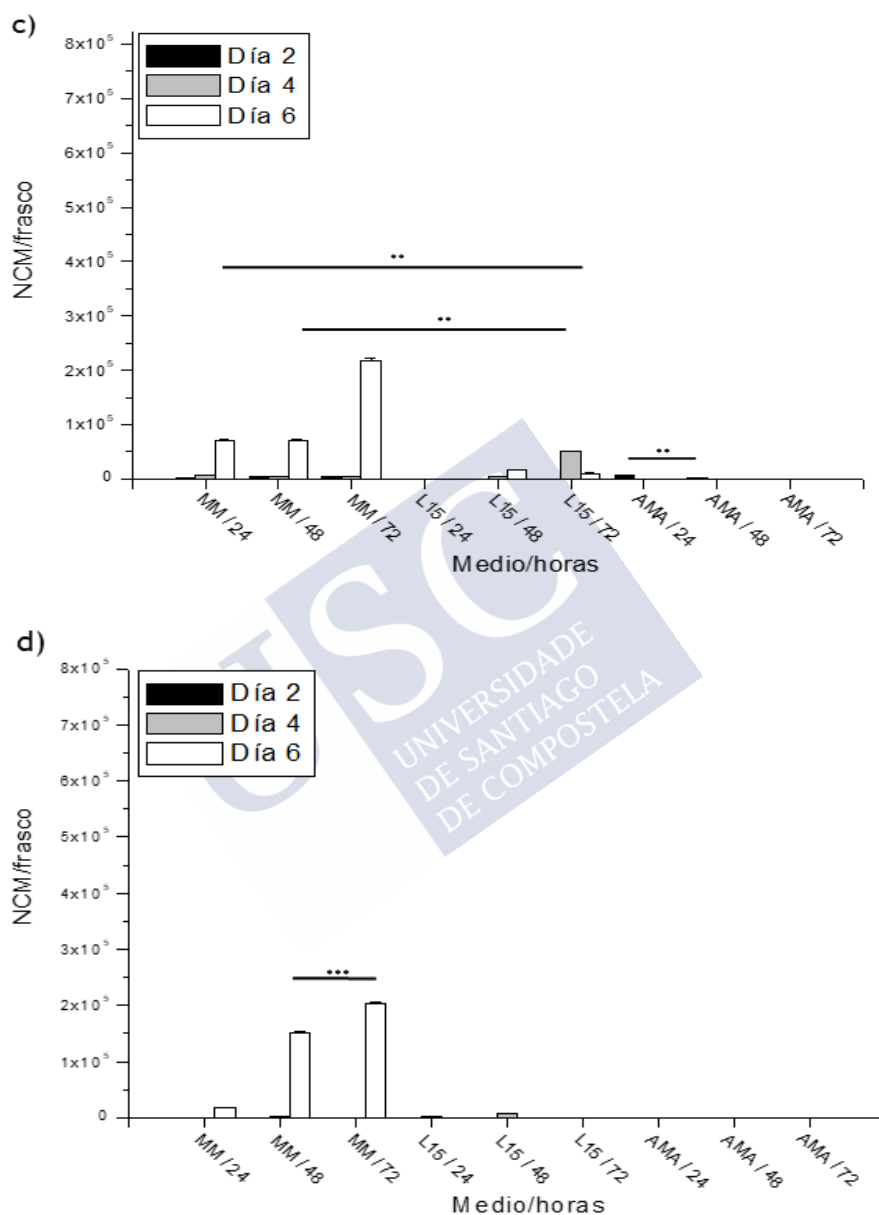 c)
8x10⁵
7x10⁵
6x10⁵
5x10⁵
4x10⁵
3x10⁵
2x10⁵
1x10⁵
0
NCM/frasco
Día 2
Día 4
Día 6
**
**
**
MM / 24
MM / 48
MM / 72
L15 / 24
L15 / 48
L15 / 72
AMA / 24
AMA / 48
AMA / 72
Medio/horas
USC
UNIVERSIDADE
DE SANTIAGO
DE COMPOSTELA
d)
8x10⁵
7x10⁵
6x10⁵
5x10⁵
4x10⁵
3x10⁵
2x10⁵
1x10⁵
0
NCM/frasco
Día 2
Día 4
Día 6
***
MM / 24
MM / 48
MM / 72
L15 / 24
L15 / 48
L15 / 72
AMA / 24
AMA / 48
AMA / 72
Medio/horas